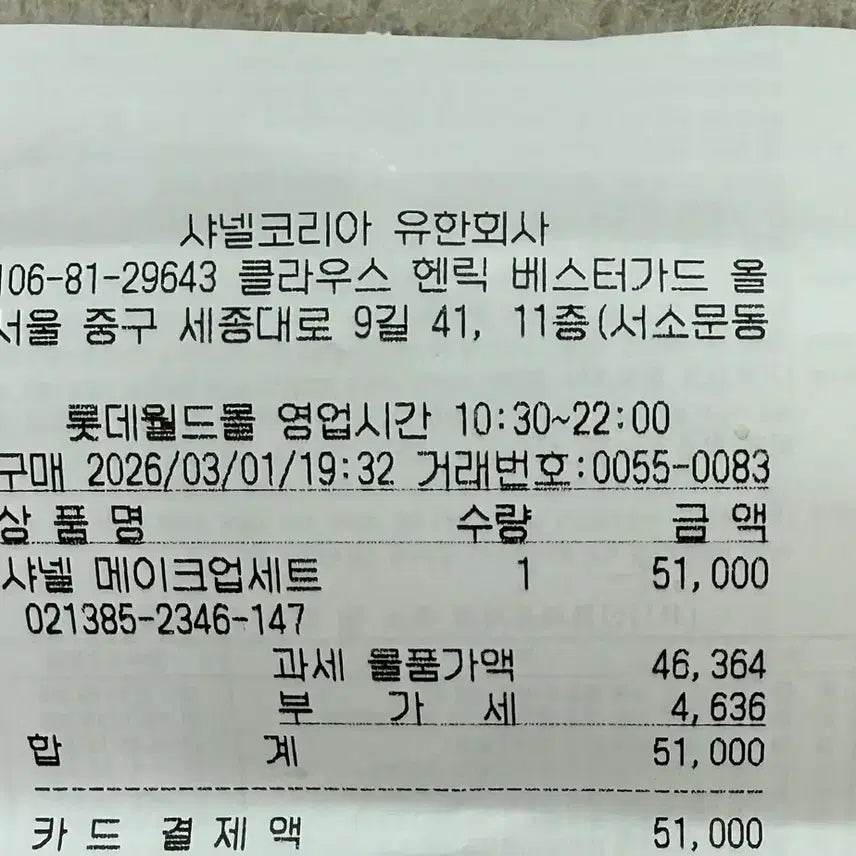 샤넬코리아 유한회사
106-81-29643 클라우스 헨릭 베스터가드 올
서울 중구 세종대로 9길 41, 11층(서소문동
롯데월드몰 영업시간 10:30~22:00
구매 2026/03/01/19:32 거래번호:0055-0083
상 품 명 수량 금 액
샤넬 메이크업세트 1 51,000
021385-2346-147
과세 물품가액 46,364
부 가 세 4,636
합 계 51,000
카 드 결 제 액 51,000